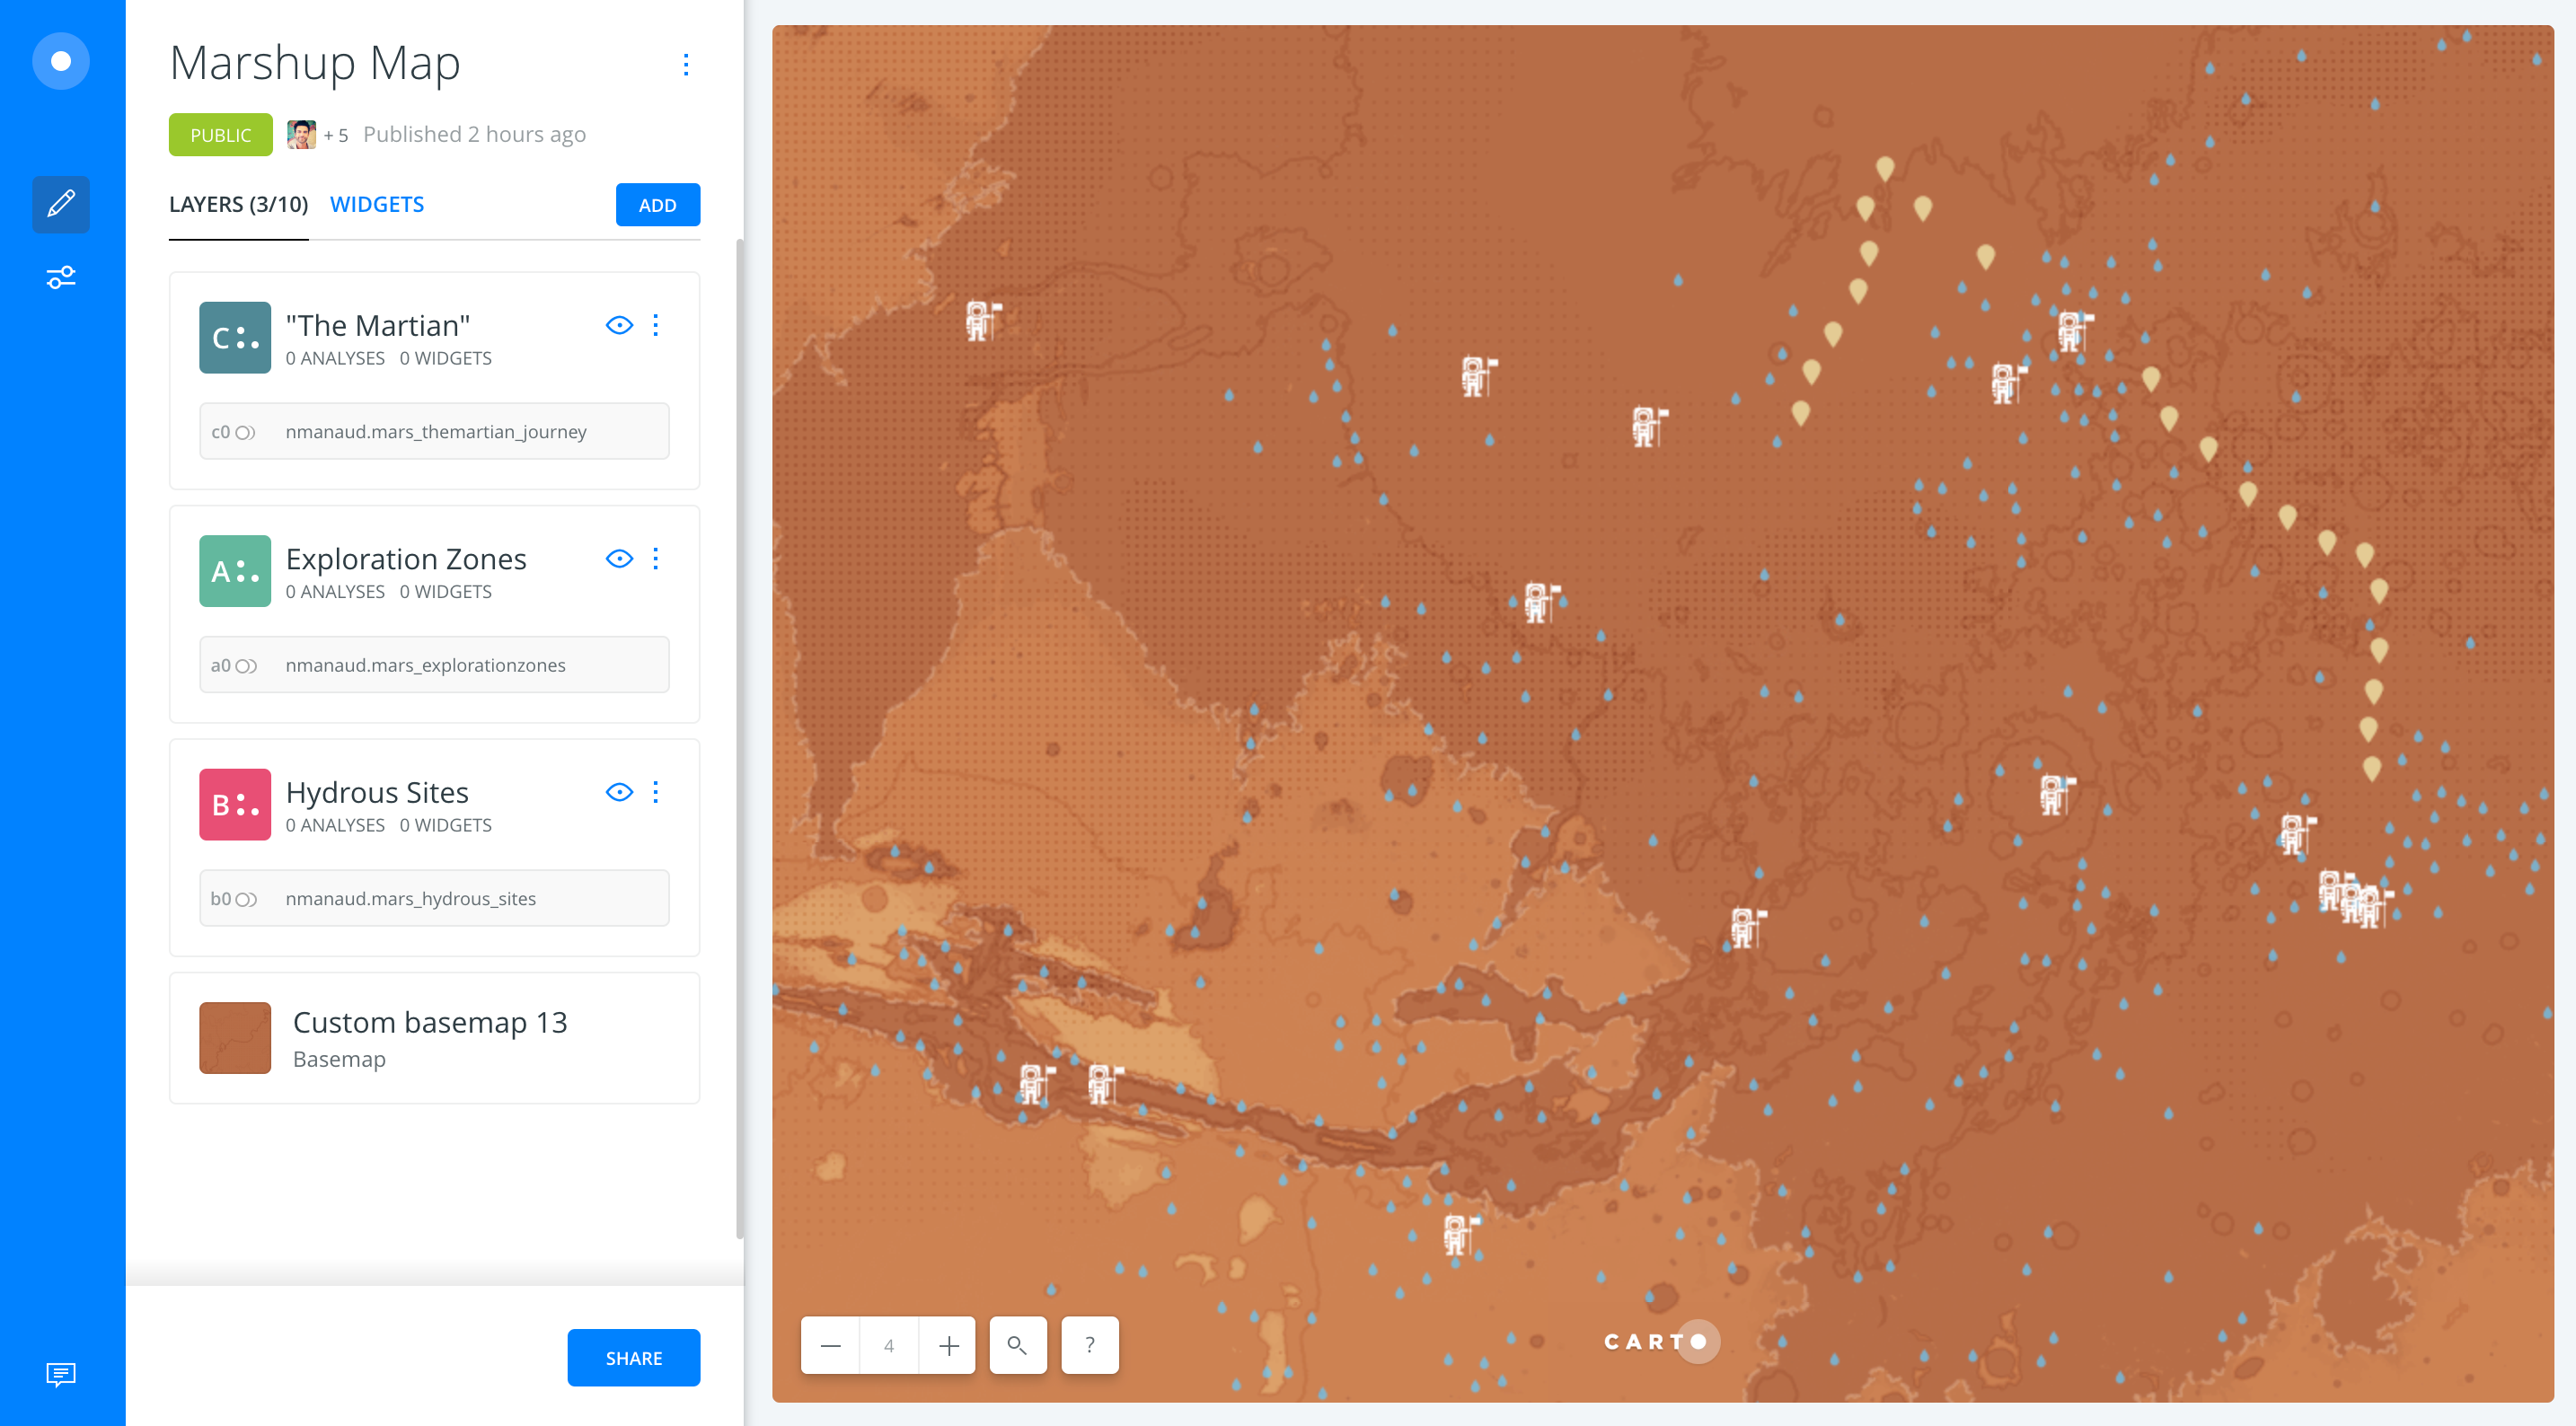 Marshup Map
PUBLIC + 5 Published 2 hours ago
LAYERS (3/10) WIDGETS ADD
C "The Martian"
0 ANALYSES 0 WIDGETS
c0 nmanaud.mars_themartian_journey
A Exploration Zones
0 ANALYSES 0 WIDGETS
a0 nmanaud.mars_explorationzones
B Hydrous Sites
0 ANALYSES 0 WIDGETS
b0 nmanaud.mars_hydrous_sites
Custom basemap 13
Basemap
SHARE
4 ?
CARTO